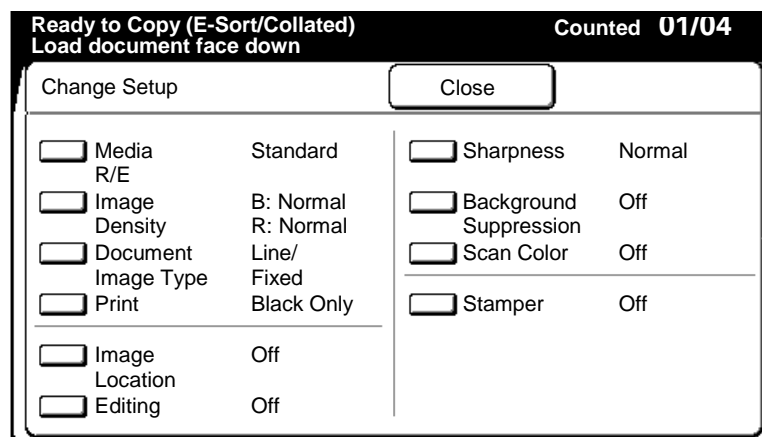 Ready to Copy (E-Sort/Collated) Counted 01/04
Load document face down
Change Setup Close
Media Standard
R/E
Image B: Normal
Density R: Normal
Document Line/
Image Type Fixed
Print Black Only
Image Off
Location
Editing Off
Sharpness Normal
Background Off
Suppression
Scan Color Off
Stamper Off